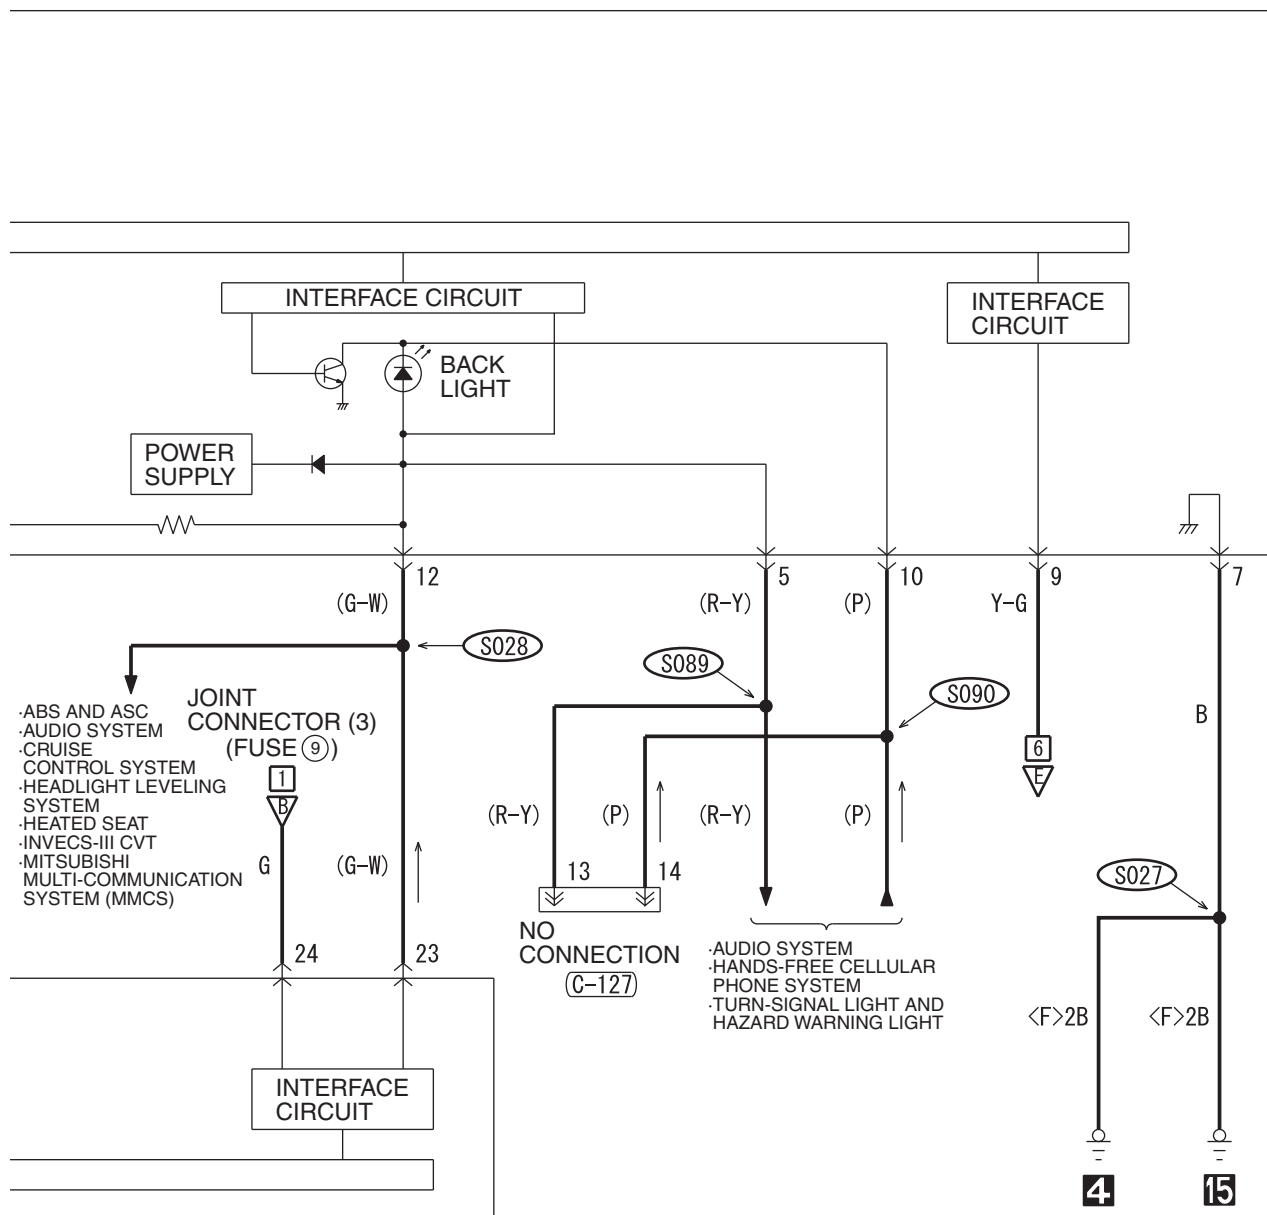 INTERFACE CIRCUIT
INTERFACE
CIRCUIT
BACK
LIGHT
POWER
SUPPLY
12
5
10
9
7
(G-W)
(R-Y)
(P)
Y-G
S028
S089
S090
B
·ABS AND ASC
·AUDIO SYSTEM
·CRUISE
CONTROL SYSTEM
·HEADLIGHT LEVELING
SYSTEM
·HEATED SEAT
·INVECS-III CVT
·MITSUBISHI
MULTI-COMMUNICATION
SYSTEM (MMCS)
JOINT
CONNECTOR (3)
(FUSE 9)
1
B
6
E
G
(G-W)
(R-Y)
(P)
(R-Y)
(P)
13
14
S027
24
23
NO
CONNECTION
(C-127)
·AUDIO SYSTEM
·HANDS-FREE CELLULAR
PHONE SYSTEM
·TURN-SIGNAL LIGHT AND
HAZARD WARNING LIGHT
<F>2B
<F>2B
INTERFACE
CIRCUIT
4
15